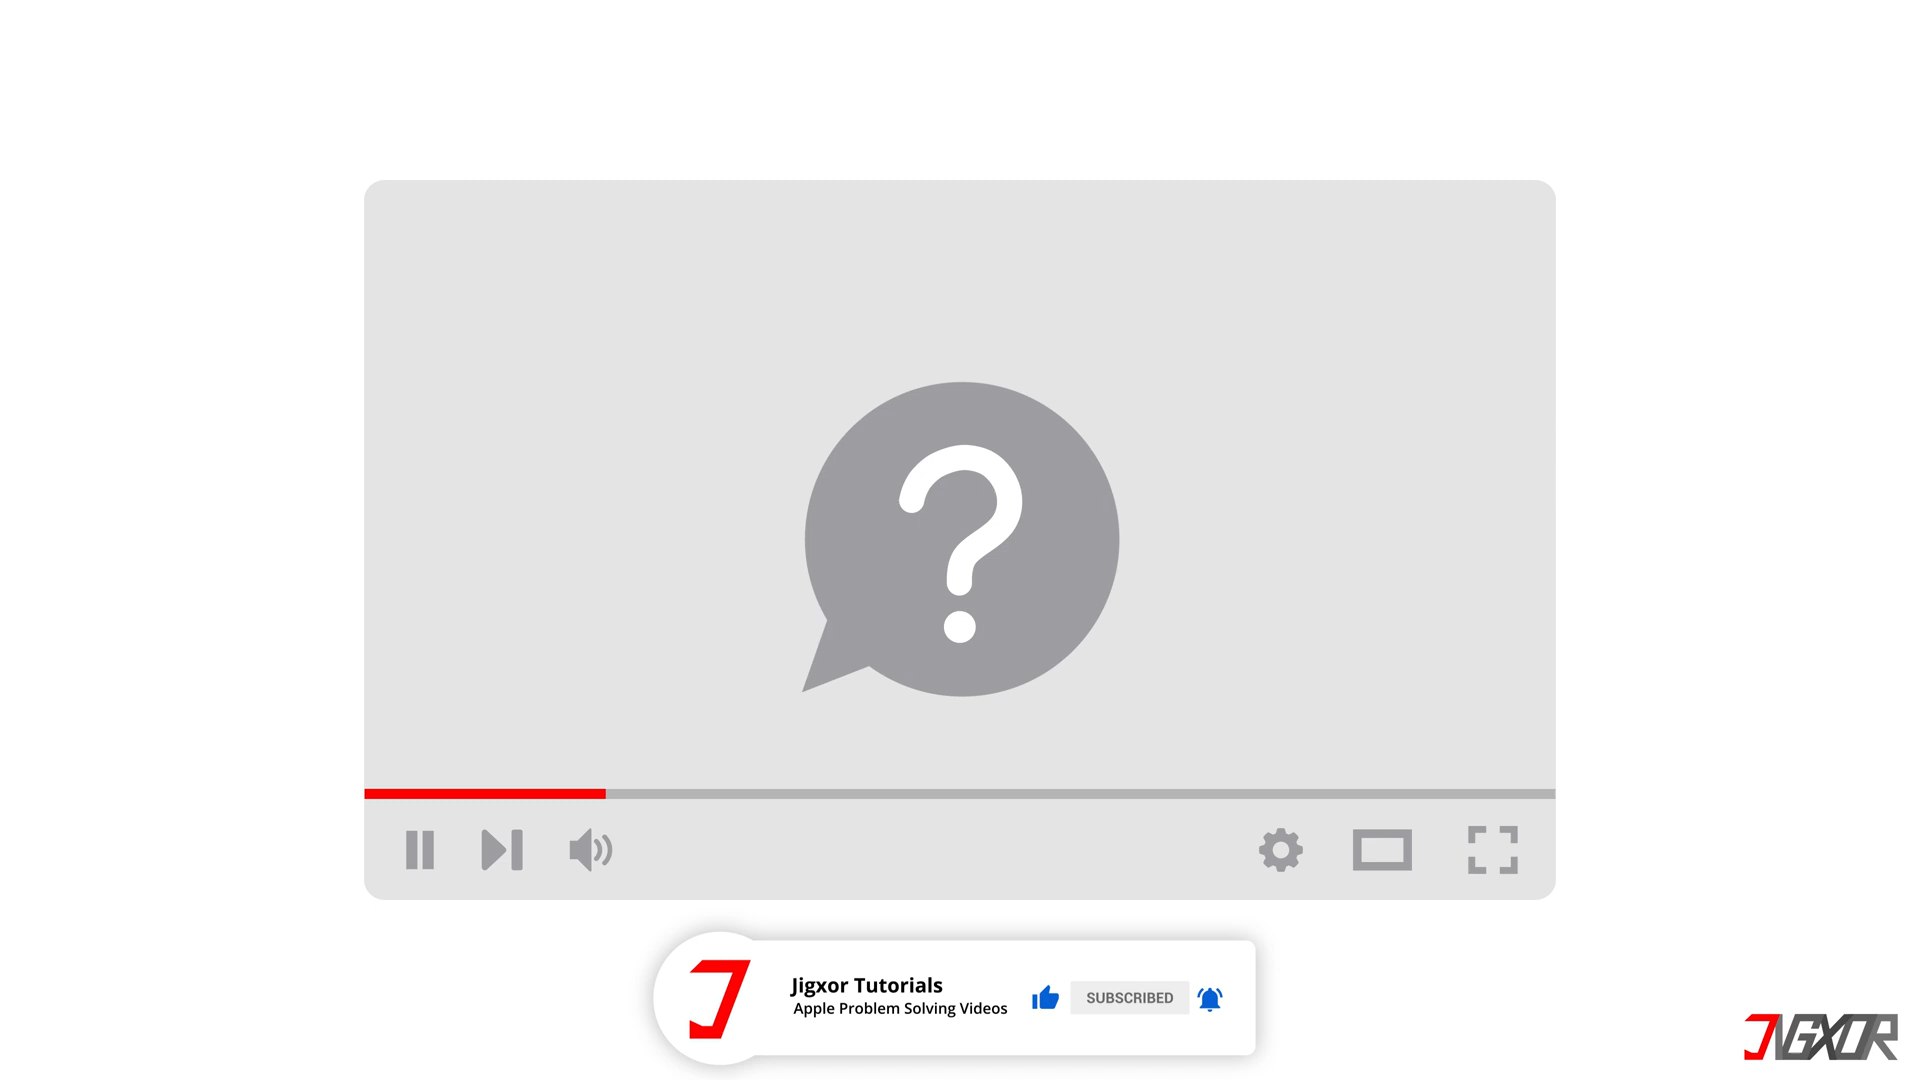 ?
Jigxor Tutorials
Apple Problem Solving Videos
SUBSCRIBED
JIGXOR